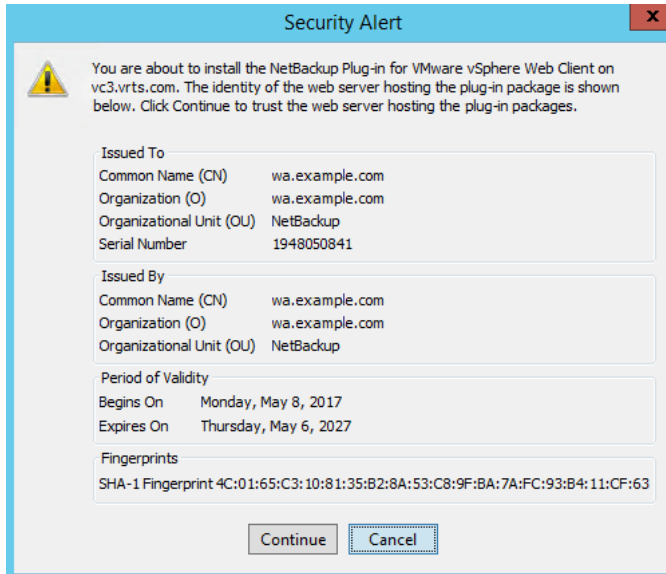 Security Alert
x
You are about to install the NetBackup Plug-in for VMware vSphere Web Client on
vc3.vrts.com. The identity of the web server hosting the plug-in package is shown
below. Click Continue to trust the web server hosting the plug-in packages.
Issued To
Common Name (CN) wa.example.com
Organization (O) wa.example.com
Organizational Unit (OU) NetBackup
Serial Number 1948050841
Issued By
Common Name (CN) wa.example.com
Organization (O) wa.example.com
Organizational Unit (OU) NetBackup
Period of Validity
Begins On Monday, May 8, 2017
Expires On Thursday, May 6, 2027
Fingerprints
SHA-1 Fingerprint 4C:01:65:C3:10:81:35:B2:8A:53:C8:9F:BA:7A:FC:93:B4:11:CF:63
Continue Cancel